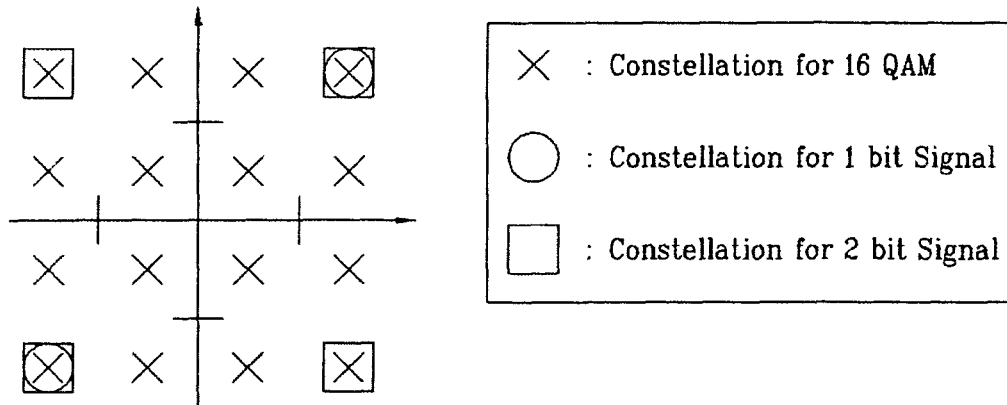 : Constellation for 16 QAM
: Constellation for 1 bit Signal
: Constellation for 2 bit Signal